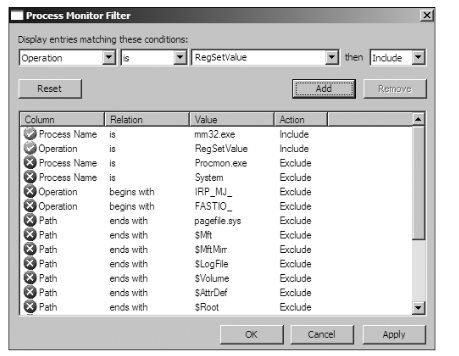 Process Monitor Filter
Display entries matching these conditions:
Operation is RegSetValue then Include
Reset Add Remove
Column Relation Value Action
Process Name is mm32.exe Include
Operation is RegSetValue Include
Process Name is Procmon.exe Exclude
Process Name is System Exclude
Operation begins with IRP_MJ_ Exclude
Operation begins with FASTIO_ Exclude
Path ends with pagefile.sys Exclude
Path ends with $Mft Exclude
Path ends with $MftMirr Exclude
Path ends with $LogFile Exclude
Path ends with $Volume Exclude
Path ends with $AttrDef Exclude
Path ends with $Root Exclude
OK Cancel Apply